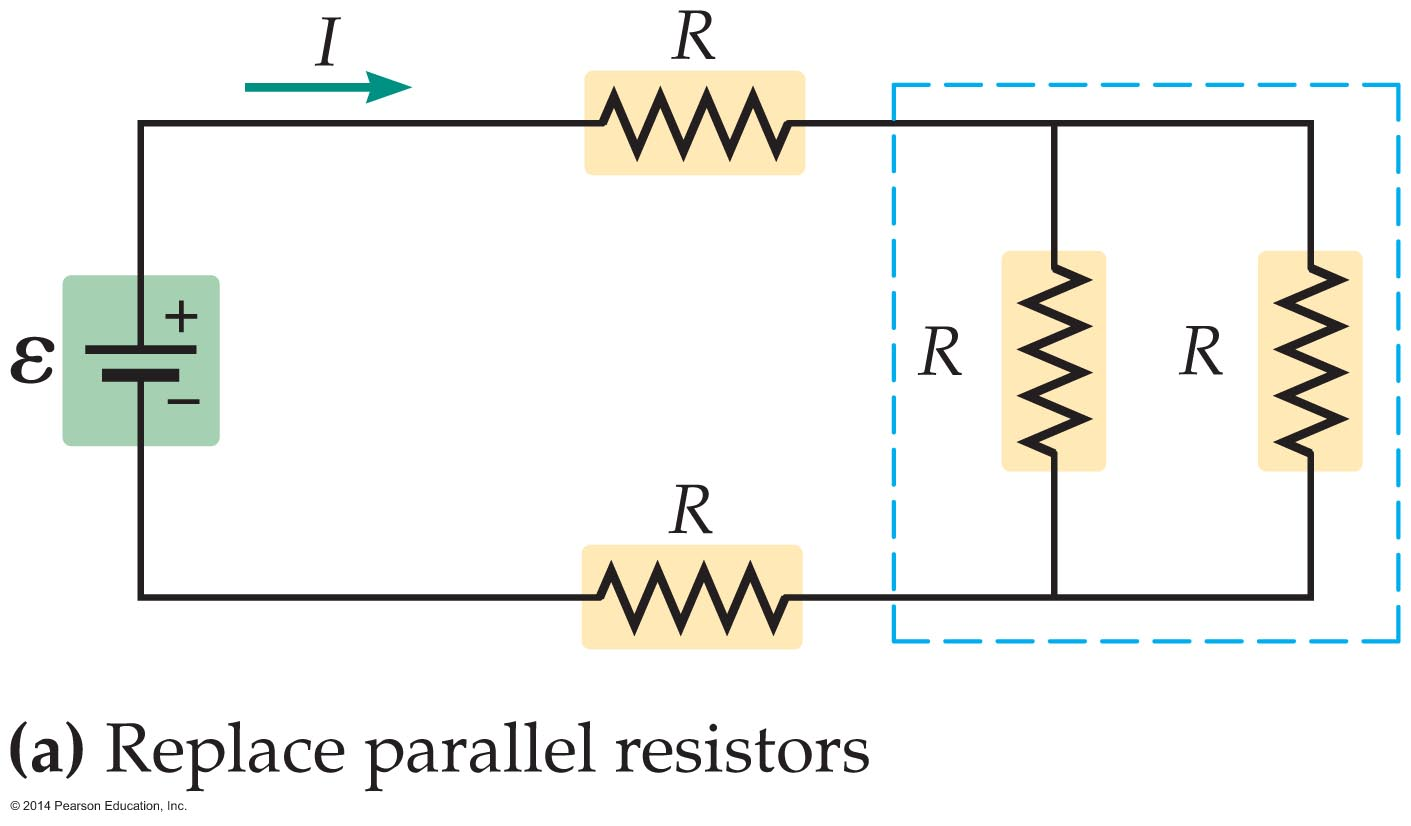 I
R
+
ε
−
R
R
R
(a) Replace parallel resistors
© 2014 Pearson Education, Inc.